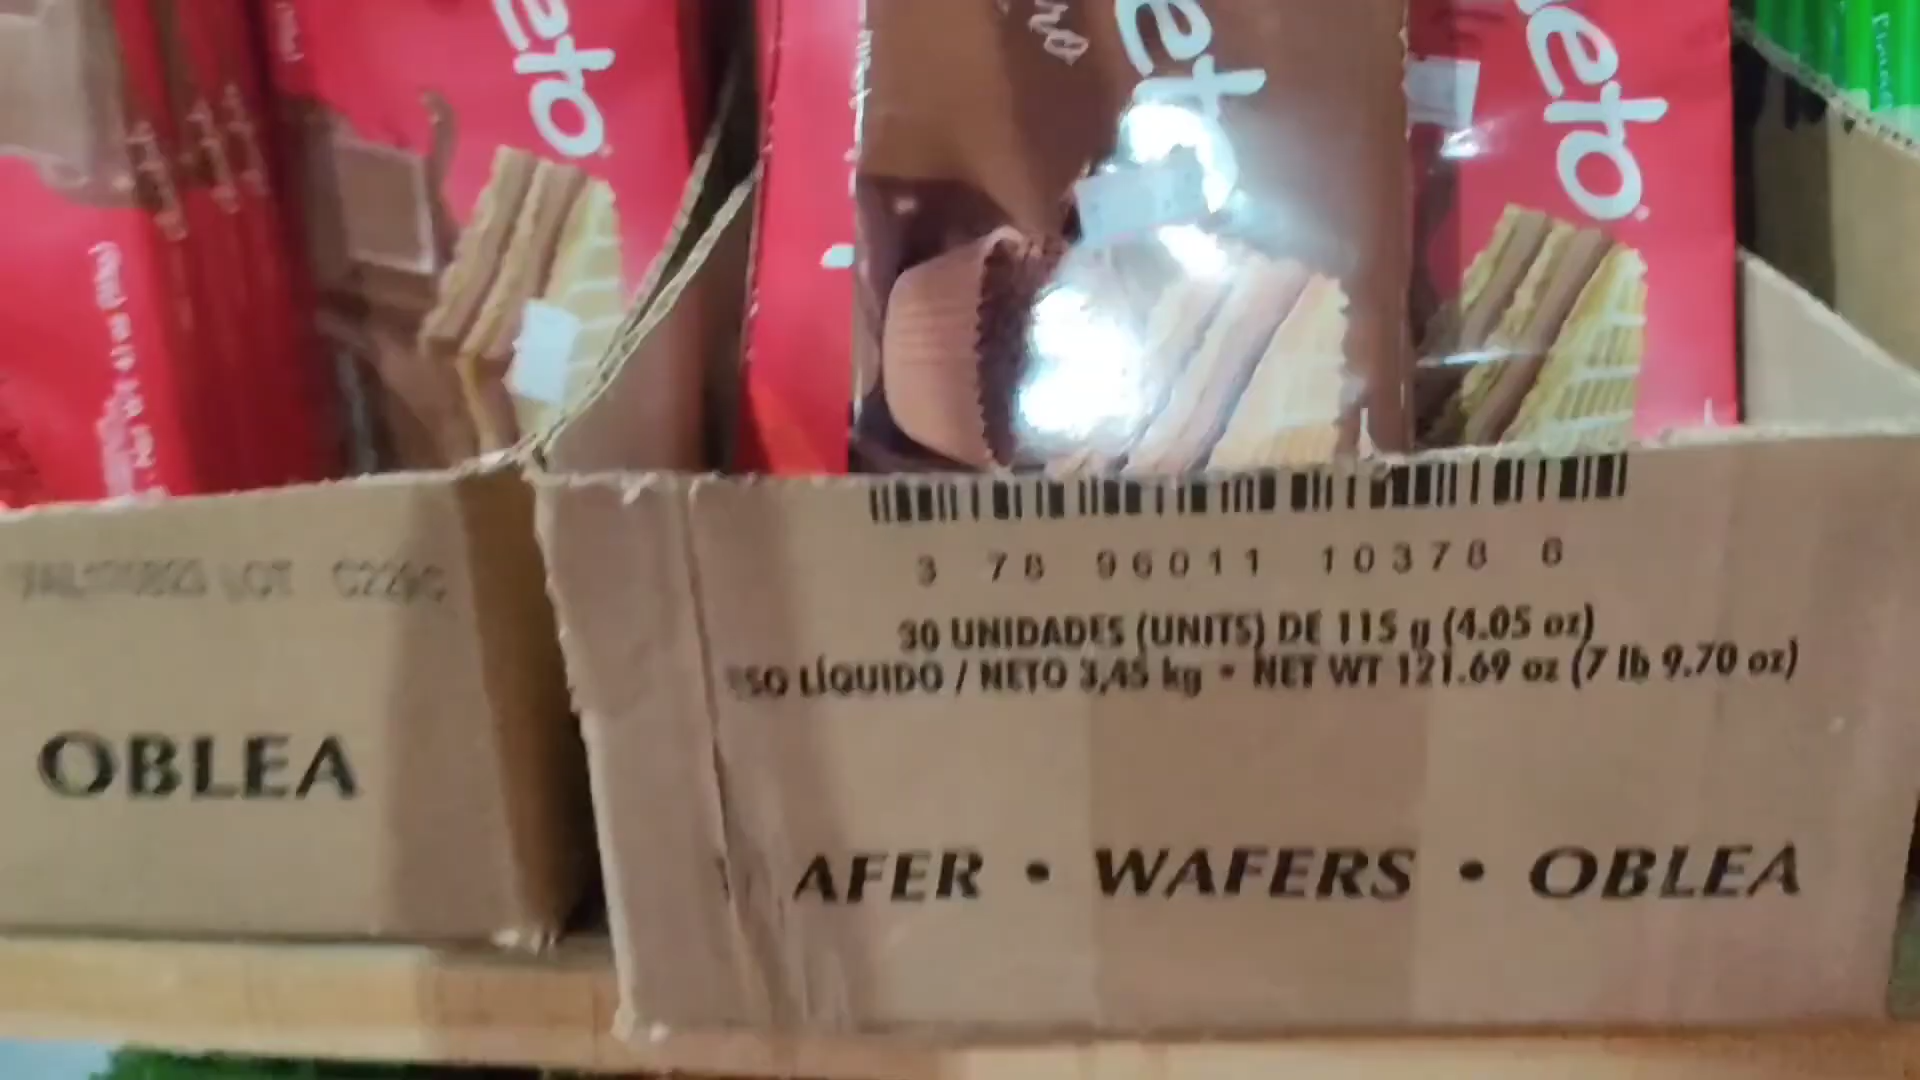 eto
eto
eto
3 78 96011 10378 6
30 UNIDADES (UNITS) DE 115 g (4.05 oz)
SO LÍQUIDO / NETO 3,45 kg • NET WT 121.69 oz (7 lb 9.70 oz)
LOT
OBLEA
AFER • WAFERS • OBLEA